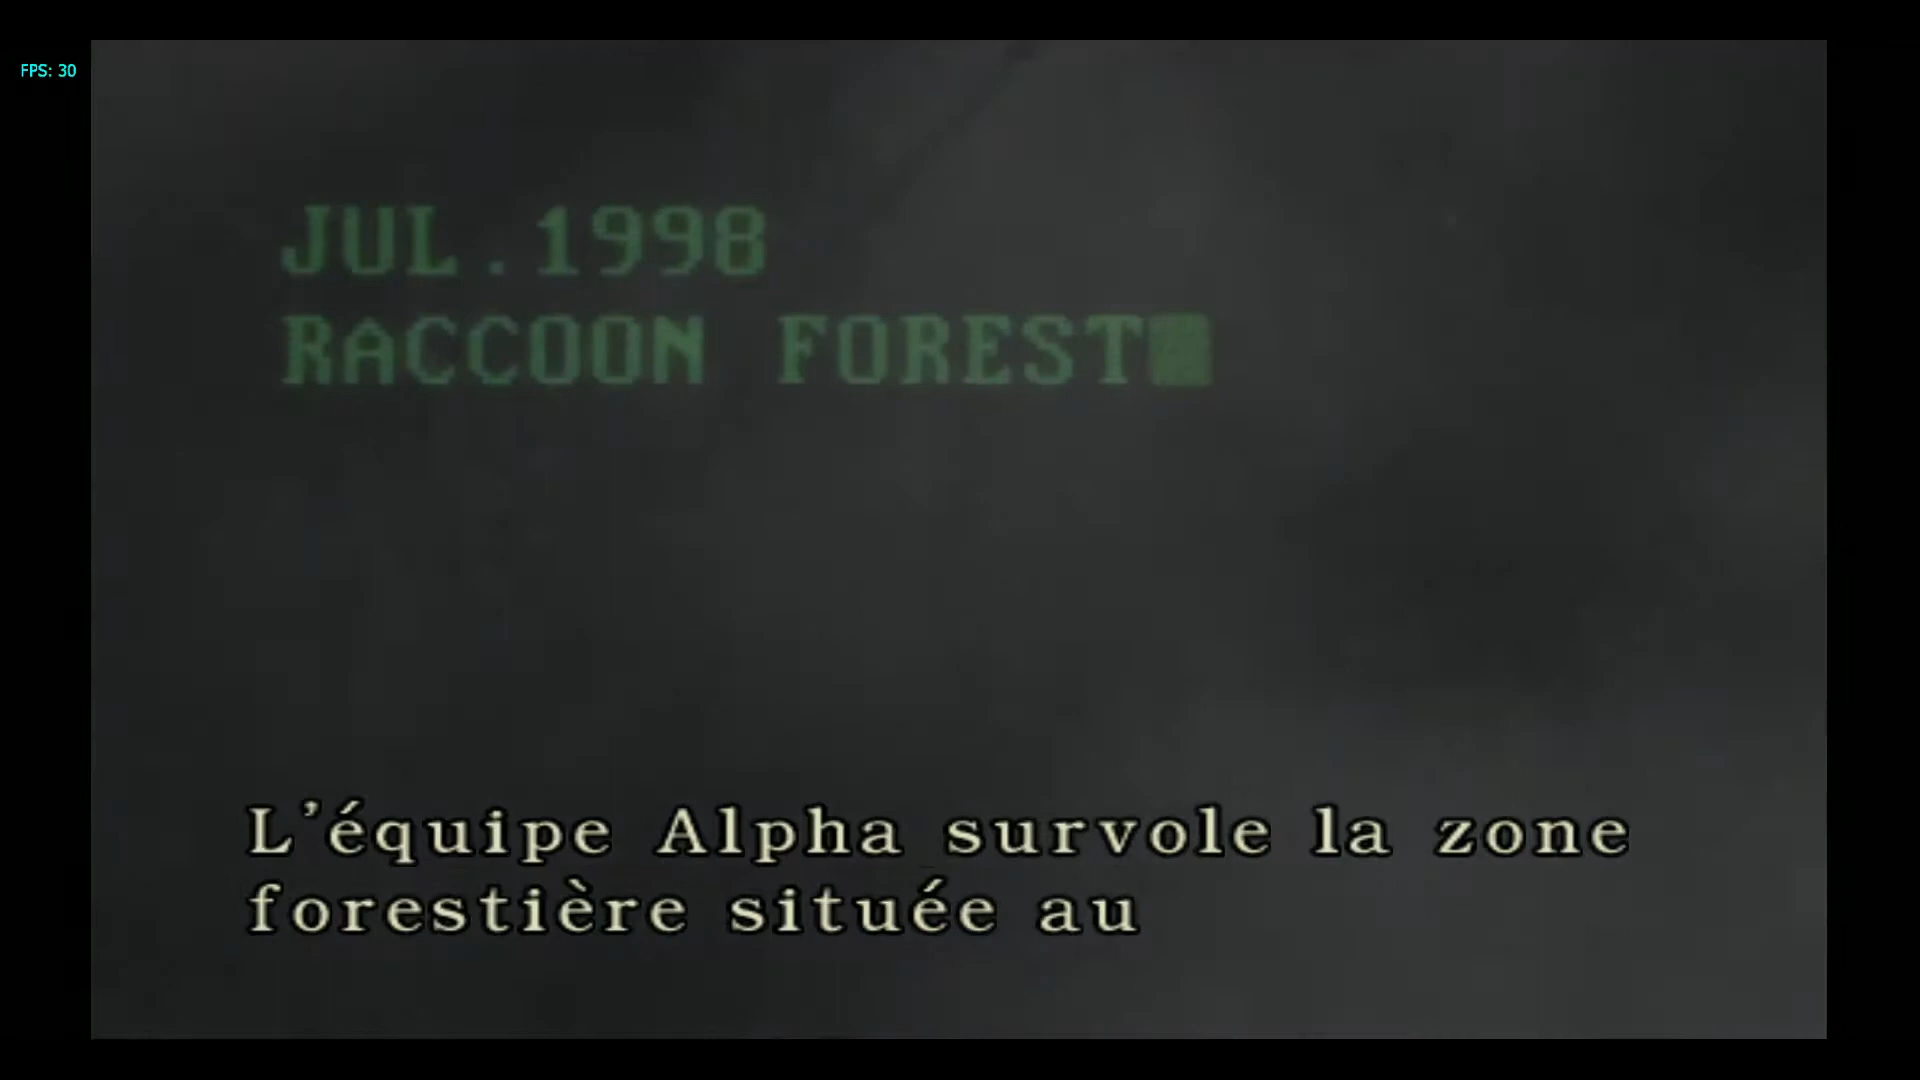 FPS: 30
JUL.1998
RACCOON FOREST
L'équipe Alpha survole la zone
forestière située au